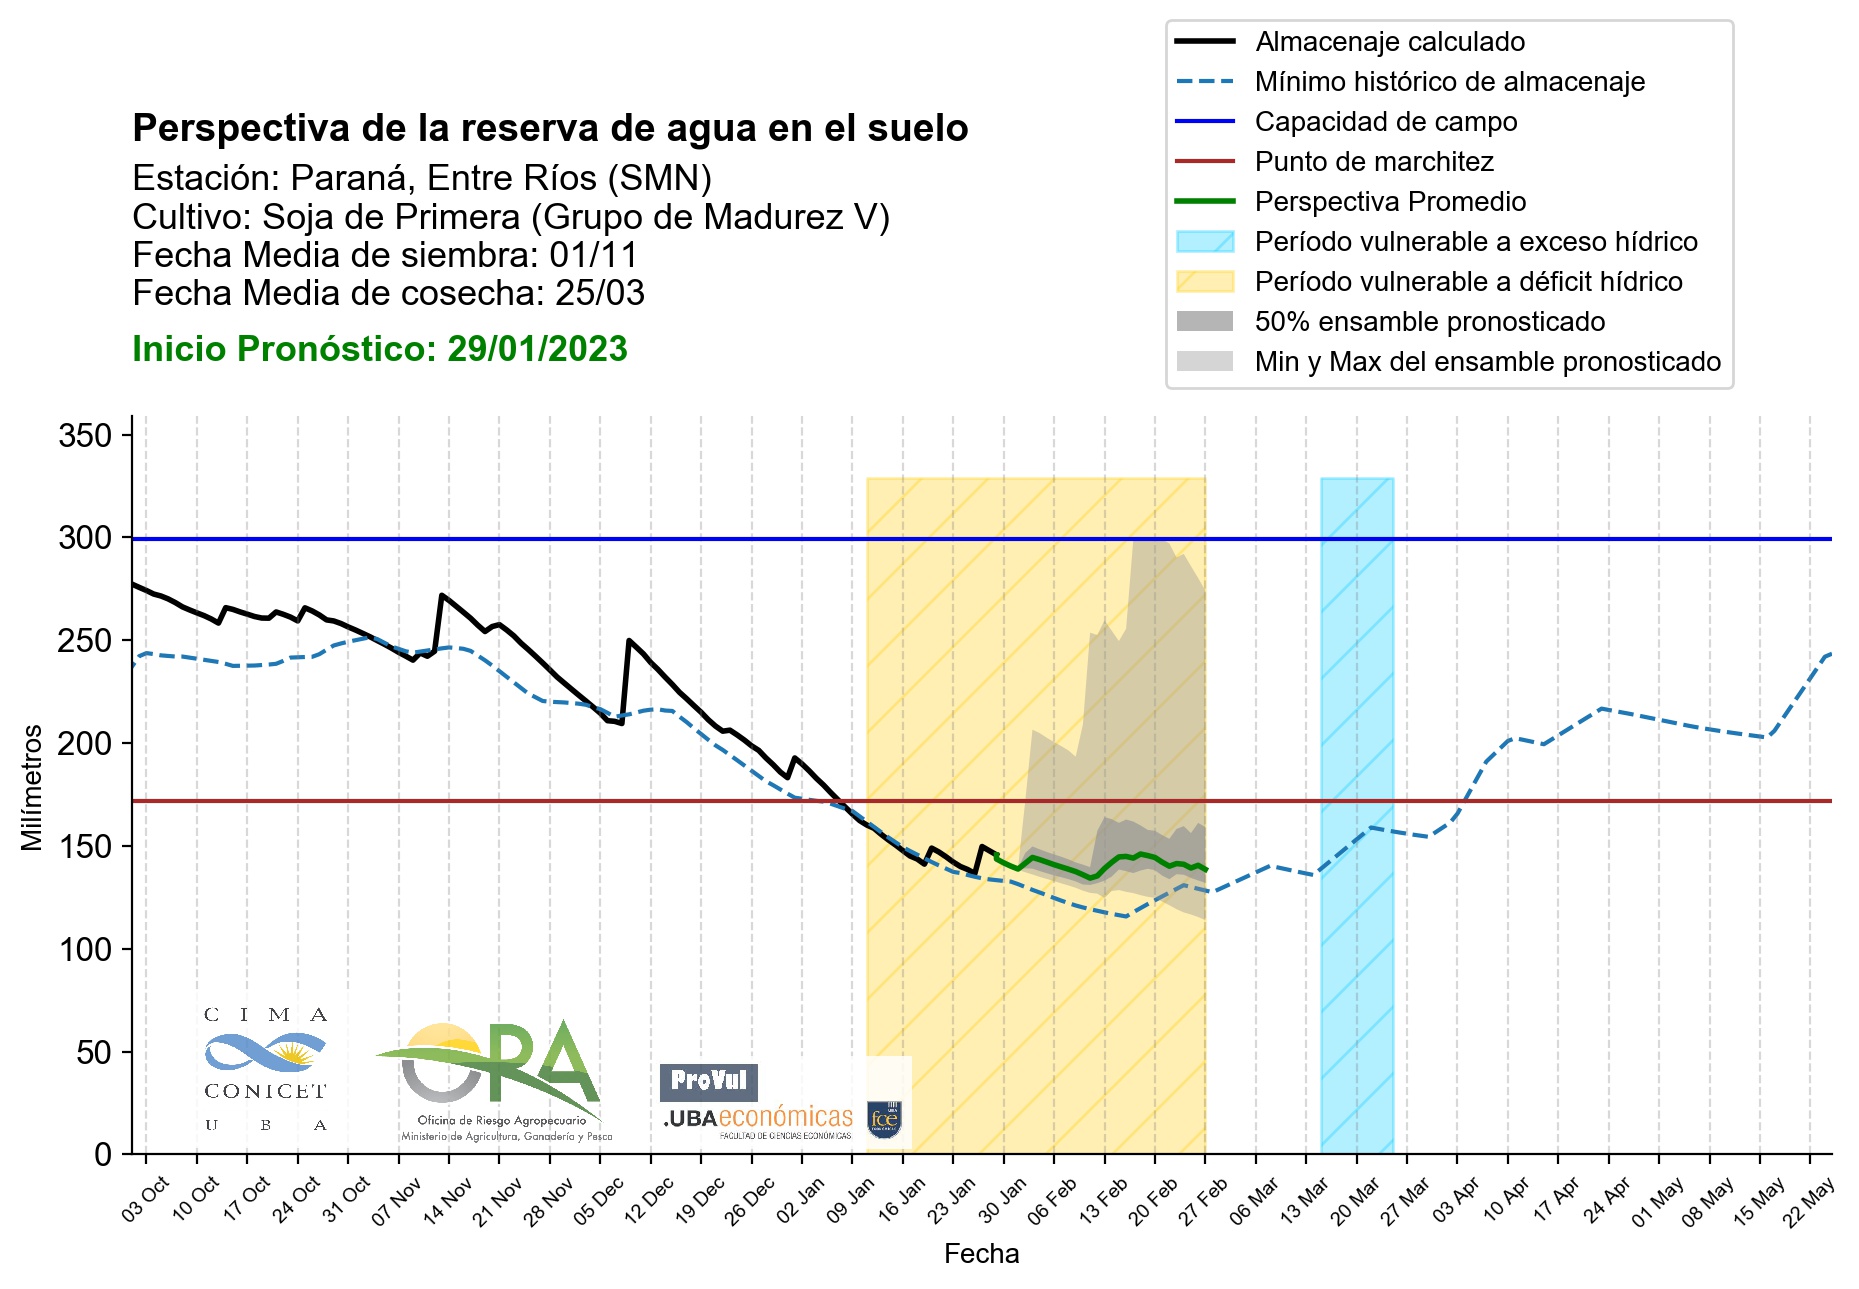 Almacenaje calculado
Mínimo histórico de almacenaje
Capacidad de campo
Punto de marchitez
Perspectiva Promedio
Período vulnerable a exceso hídrico
Período vulnerable a déficit hídrico
50% ensamble pronosticado
Min y Max del ensamble pronosticado
Perspectiva de la reserva de agua en el suelo
Estación: Paraná, Entre Ríos (SMN)
Cultivo: Soja de Primera (Grupo de Madurez V)
Fecha Media de siembra: 01/11
Fecha Media de cosecha: 25/03
Inicio Pronóstico: 29/01/2023
350
300
250
200
150
100
50
0
Milímetros
CIMA
CONICET
UBA
ORA
Oficina de Riesgo Agropecuario
Ministerio de Agricultura, Ganadería y Pesca
ProVul
.UBAeconómicas
FACULTAD DE CIENCIAS ECONÓMICAS
UBA
fce
ECONÓMICAS
03 Oct
10 Oct
17 Oct
24 Oct
31 Oct
07 Nov
14 Nov
21 Nov
28 Nov
05 Dec
12 Dec
19 Dec
26 Dec
02 Jan
09 Jan
16 Jan
23 Jan
30 Jan
06 Feb
13 Feb
20 Feb
27 Feb
06 Mar
13 Mar
20 Mar
27 Mar
03 Apr
10 Apr
17 Apr
24 Apr
01 May
08 May
15 May
22 May
Fecha